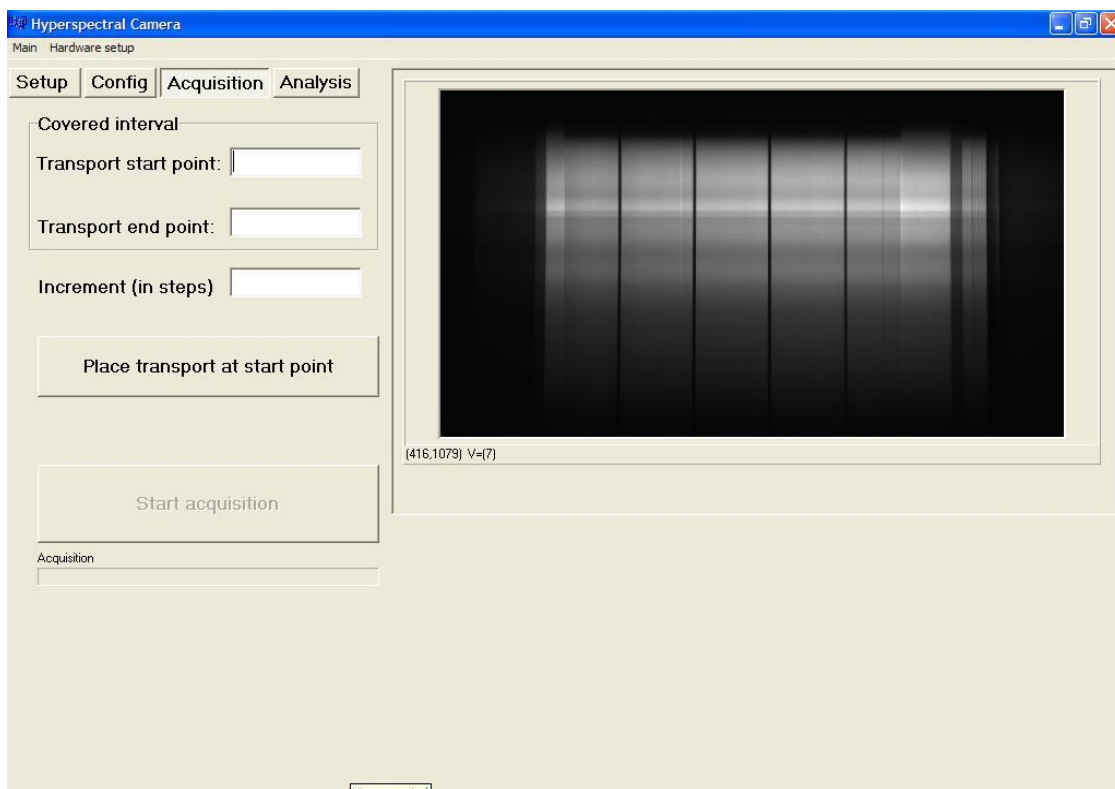 Hyperspectral Camera
Main Hardware setup
Setup Config Acquisition Analysis
Covered interval
Transport start point:
Transport end point:
Increment (in steps)
Place transport at start point
(416,1079) V=(7)
Start acquisition
Acquisition